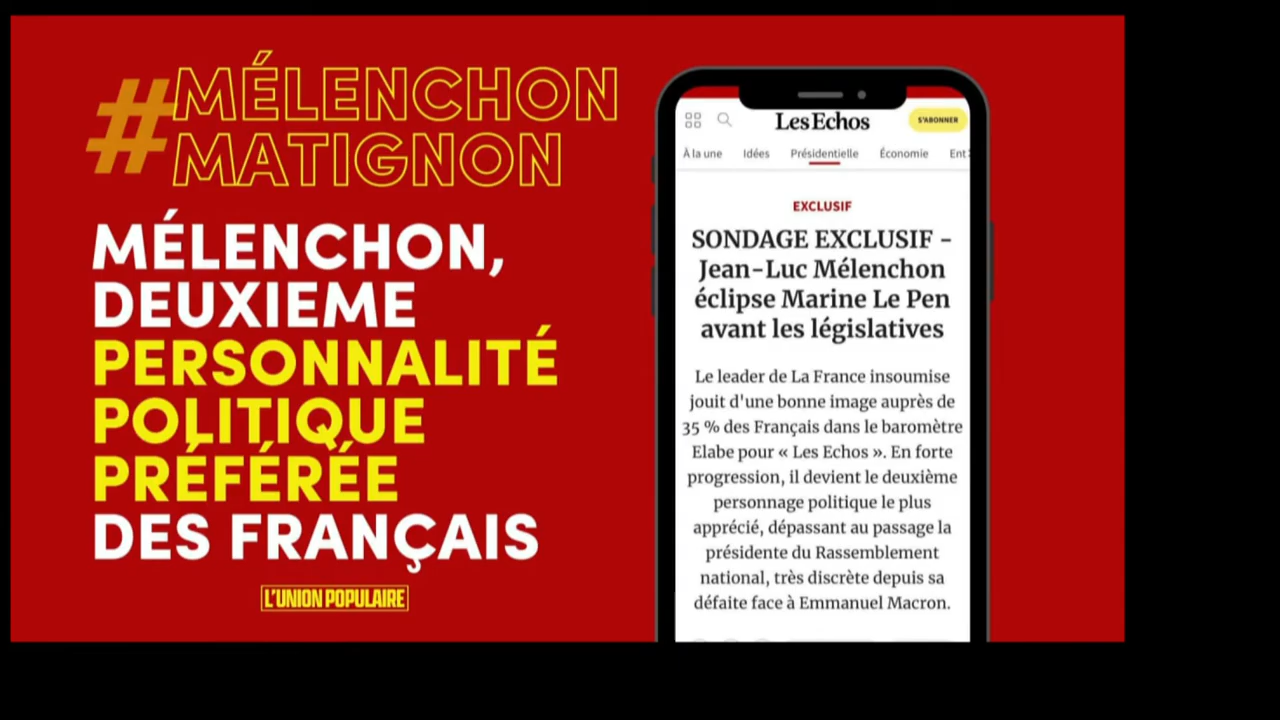 #MÉLENCHON
MATIGNON
MÉLENCHON,
DEUXIEME
PERSONNALITÉ
POLITIQUE
PRÉFÉRÉE
DES FRANÇAIS
L'UNION POPULAIRE
Les Echos
S'ABONNER
À la une Idées Présidentielle Économie Ent
EXCLUSIF
SONDAGE EXCLUSIF -
Jean-Luc Mélenchon
éclipse Marine Le Pen
avant les législatives
Le leader de La France insoumise
jouit d'une bonne image auprès de
35 % des Français dans le baromètre
Elabe pour « Les Echos ». En forte
progression, il devient le deuxième
personnage politique le plus
apprécié, dépassant au passage la
présidente du Rassemblement
national, très discrète depuis sa
défaite face à Emmanuel Macron.